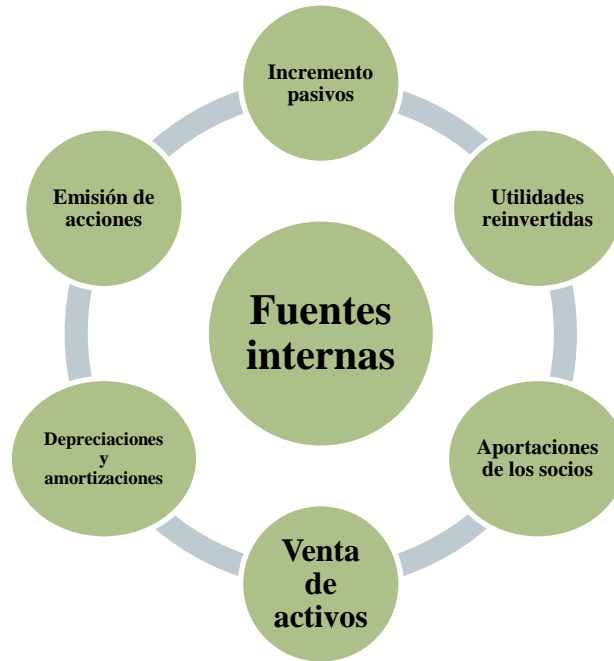 Incremento
pasivos
Utilidades
reinvertidas
Aportaciones
de los socios
Venta
de
activos
Depreciaciones
y
amortizaciones
Emisión de
acciones
Fuentes
internas